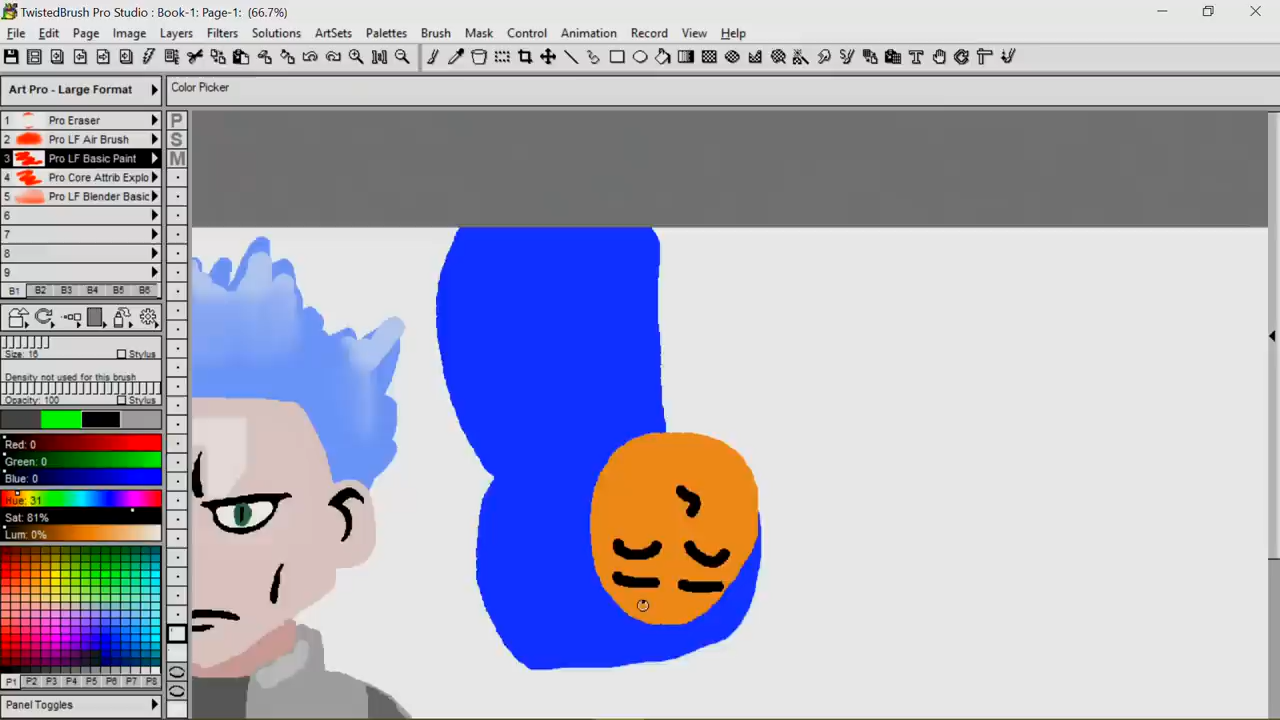 TwistedBrush Pro Studio : Book-1: Page-1: (66.7%)
File Edit Page Image Layers Filters Solutions ArtSets Palettes Brush Mask Control Animation Record View Help
Art Pro - Large Format
Color Picker
1 Pro Eraser
2 Pro LF Air Brush
3 Pro LF Basic Paint
4 Pro Core Attrib Explo
5 Pro LF Blender Basic
6
7
8
9
P
S
M
B1 B2 B3 B4 B5 B6
Size: 16 Stylus
Density not used for this brush
Opacity: 100 Stylus
Red: 0
Green: 0
Blue: 0
Hue: 31
Sat: 81%
Lum: 0%
P1 P2 P3 P4 P5 P6 P7 P8
Panel Toggles